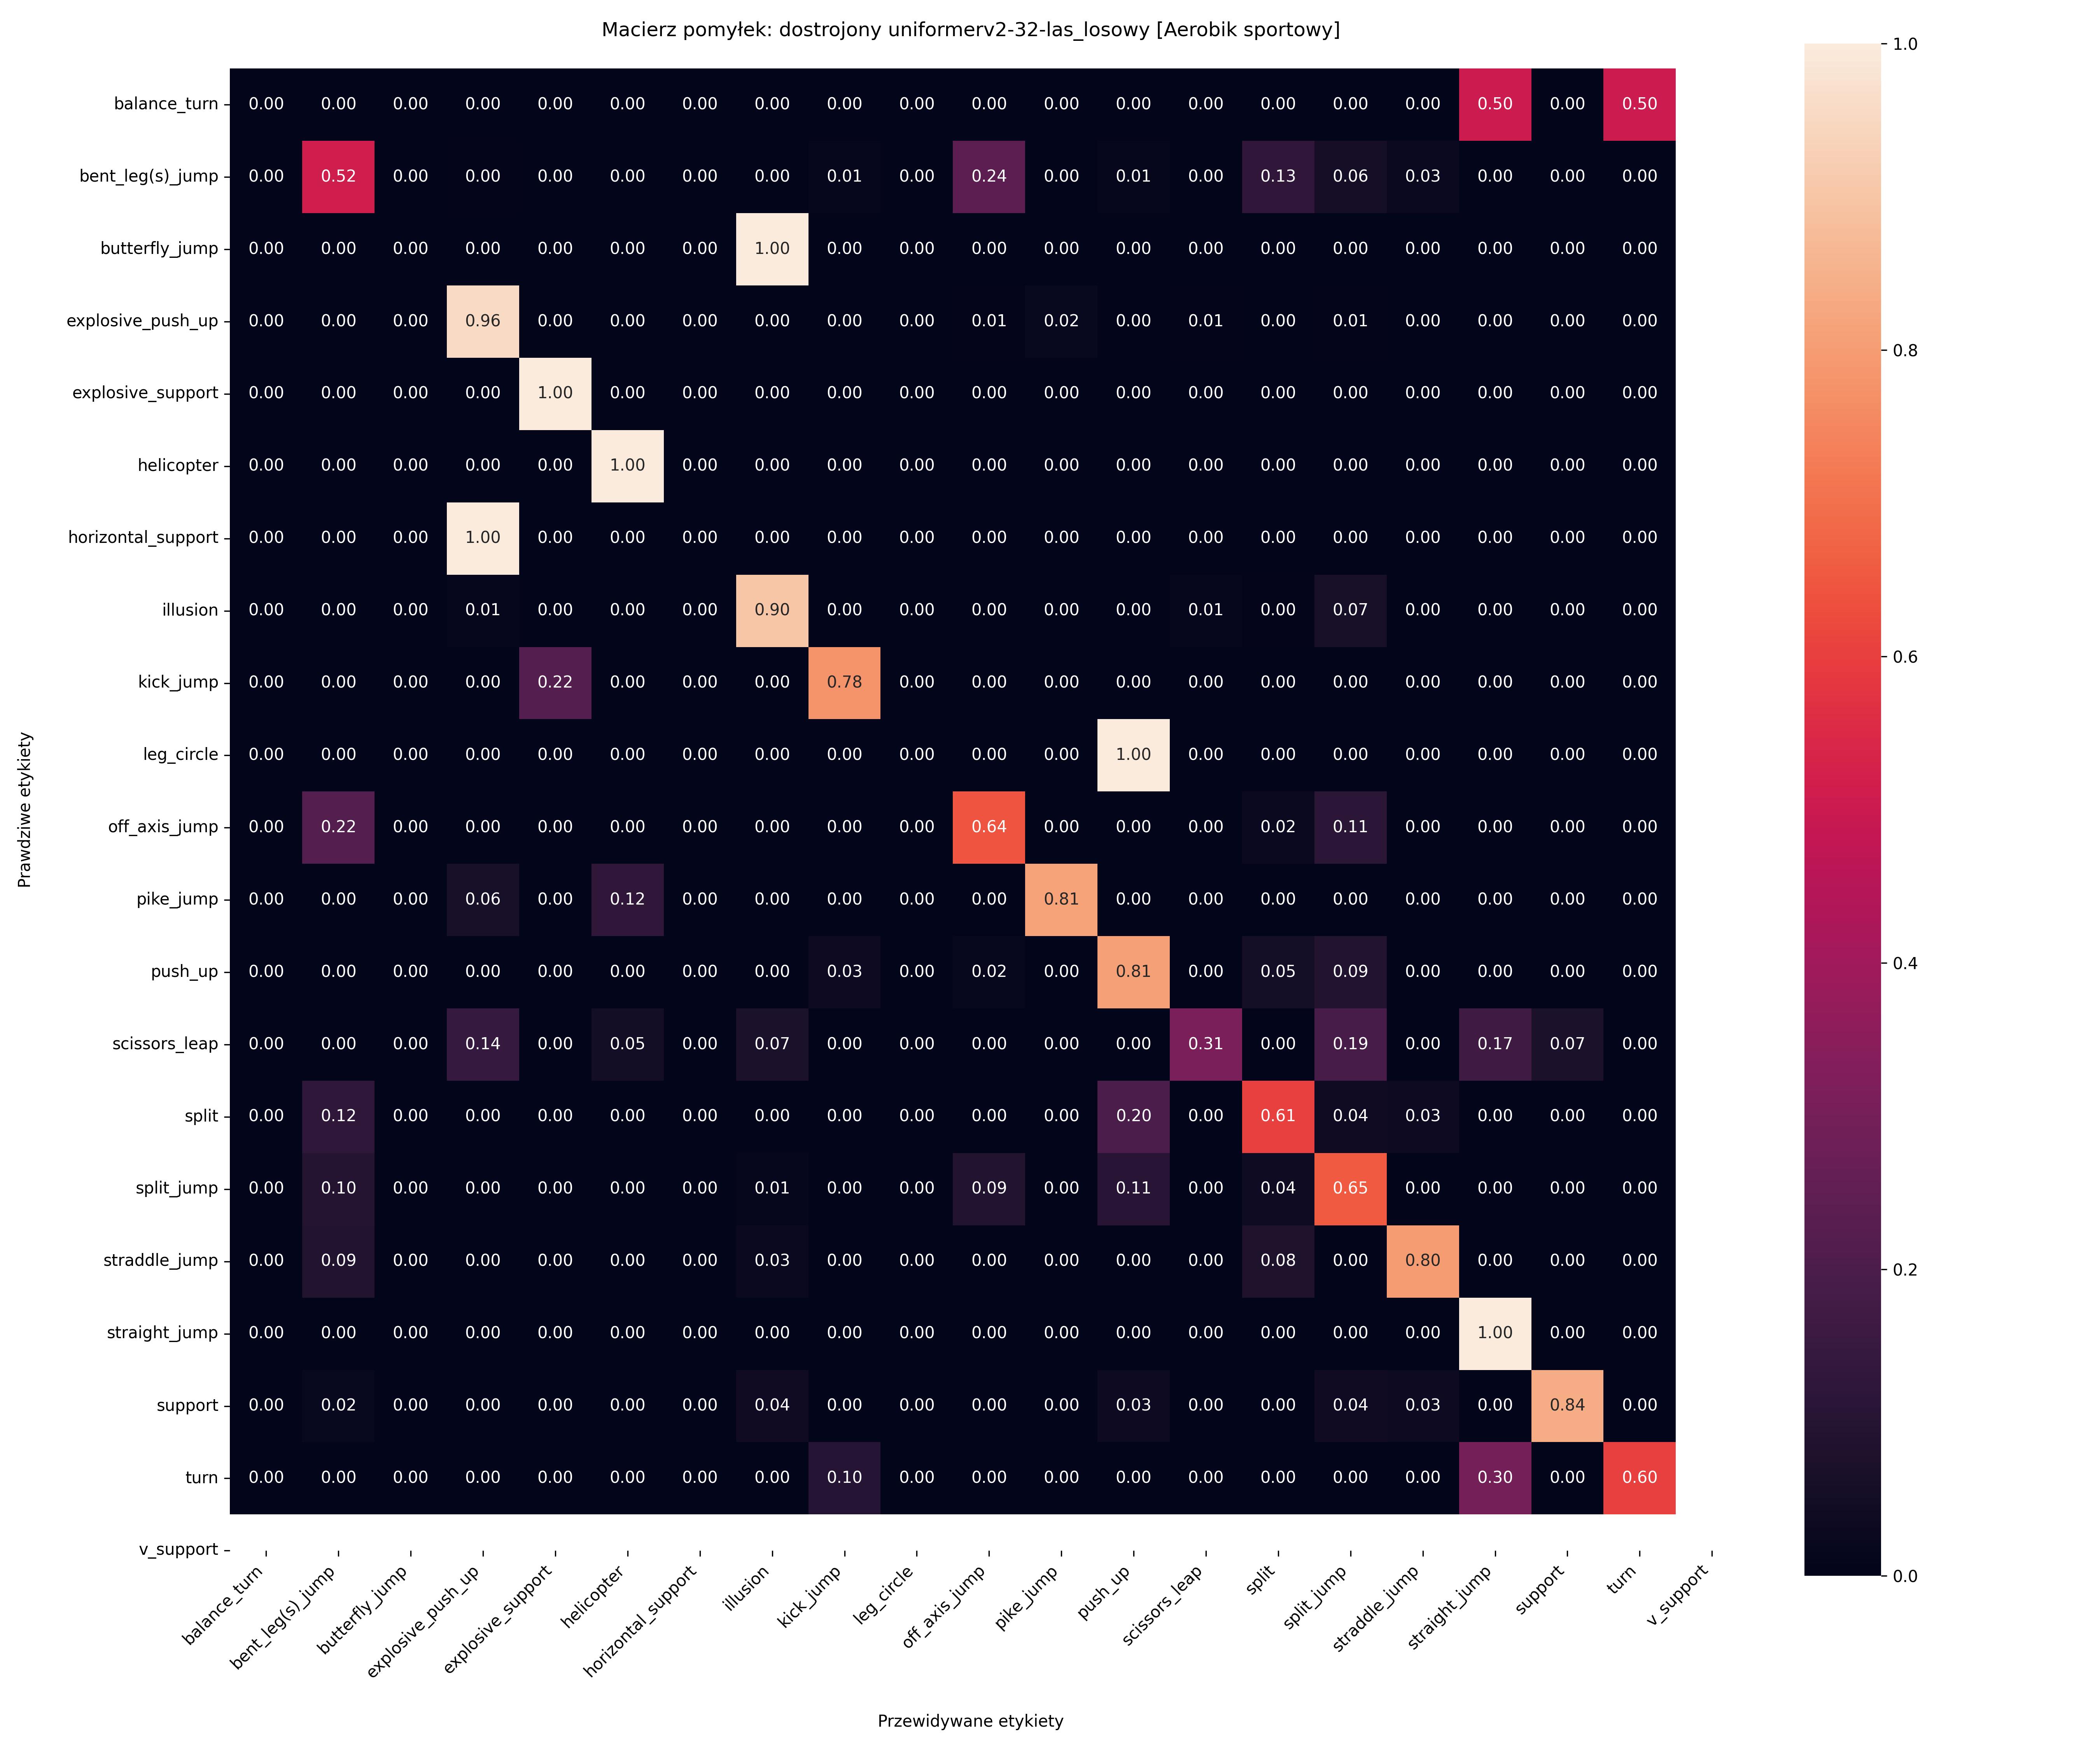 Macierz pomyłek: dostrojony uniformerv2-32-las_losowy [Aerobik sportowy]
1.0
balance_turn 0.00 0.00 0.00 0.00 0.00 0.00 0.00 0.00 0.00 0.00 0.00 0.00 0.00 0.00 0.00 0.00 0.00 0.50 0.00 0.50
bent_leg(s)_jump 0.00 0.52 0.00 0.00 0.00 0.00 0.00 0.00 0.01 0.00 0.24 0.00 0.01 0.00 0.13 0.06 0.03 0.00 0.00 0.00
butterfly_jump 0.00 0.00 0.00 0.00 0.00 0.00 0.00 1.00 0.00 0.00 0.00 0.00 0.00 0.00 0.00 0.00 0.00 0.00 0.00 0.00
explosive_push_up 0.00 0.00 0.00 0.96 0.00 0.00 0.00 0.00 0.00 0.00 0.01 0.02 0.00 0.01 0.00 0.01 0.00 0.00 0.00 0.00
0.8
explosive_support 0.00 0.00 0.00 0.00 1.00 0.00 0.00 0.00 0.00 0.00 0.00 0.00 0.00 0.00 0.00 0.00 0.00 0.00 0.00 0.00
helicopter 0.00 0.00 0.00 0.00 0.00 1.00 0.00 0.00 0.00 0.00 0.00 0.00 0.00 0.00 0.00 0.00 0.00 0.00 0.00 0.00
horizontal_support 0.00 0.00 0.00 1.00 0.00 0.00 0.00 0.00 0.00 0.00 0.00 0.00 0.00 0.00 0.00 0.00 0.00 0.00 0.00 0.00
illusion 0.00 0.00 0.00 0.01 0.00 0.00 0.00 0.90 0.00 0.00 0.00 0.00 0.00 0.01 0.00 0.07 0.00 0.00 0.00 0.00
0.6
kick_jump 0.00 0.00 0.00 0.00 0.22 0.00 0.00 0.00 0.78 0.00 0.00 0.00 0.00 0.00 0.00 0.00 0.00 0.00 0.00 0.00
leg_circle 0.00 0.00 0.00 0.00 0.00 0.00 0.00 0.00 0.00 0.00 0.00 0.00 1.00 0.00 0.00 0.00 0.00 0.00 0.00 0.00
Prawdziwe etykiety
off_axis_jump 0.00 0.22 0.00 0.00 0.00 0.00 0.00 0.00 0.00 0.00 0.64 0.00 0.00 0.00 0.02 0.11 0.00 0.00 0.00 0.00
pike_jump 0.00 0.00 0.00 0.06 0.00 0.12 0.00 0.00 0.00 0.00 0.00 0.81 0.00 0.00 0.00 0.00 0.00 0.00 0.00 0.00
0.4
push_up 0.00 0.00 0.00 0.00 0.00 0.00 0.00 0.00 0.03 0.00 0.02 0.00 0.81 0.00 0.05 0.09 0.00 0.00 0.00 0.00
scissors_leap 0.00 0.00 0.00 0.14 0.00 0.05 0.00 0.07 0.00 0.00 0.00 0.00 0.00 0.31 0.00 0.19 0.00 0.17 0.07 0.00
split 0.00 0.12 0.00 0.00 0.00 0.00 0.00 0.00 0.00 0.00 0.00 0.00 0.20 0.00 0.61 0.04 0.03 0.00 0.00 0.00
split_jump 0.00 0.10 0.00 0.00 0.00 0.00 0.00 0.01 0.00 0.00 0.09 0.00 0.11 0.00 0.04 0.65 0.00 0.00 0.00 0.00
straddle_jump 0.00 0.09 0.00 0.00 0.00 0.00 0.00 0.03 0.00 0.00 0.00 0.00 0.00 0.00 0.08 0.00 0.80 0.00 0.00 0.00
0.2
straight_jump 0.00 0.00 0.00 0.00 0.00 0.00 0.00 0.00 0.00 0.00 0.00 0.00 0.00 0.00 0.00 0.00 0.00 1.00 0.00 0.00
support 0.00 0.02 0.00 0.00 0.00 0.00 0.00 0.04 0.00 0.00 0.00 0.00 0.03 0.00 0.00 0.04 0.03 0.00 0.84 0.00
turn 0.00 0.00 0.00 0.00 0.00 0.00 0.00 0.00 0.10 0.00 0.00 0.00 0.00 0.00 0.00 0.00 0.00 0.30 0.00 0.60
v_support
0.0
balance_turn
bent_leg(s)_jump
butterfly_jump
explosive_push_up
explosive_support
helicopter
horizontal_support
illusion
kick_jump
leg_circle
off_axis_jump
pike_jump
push_up
scissors_leap
split
split_jump
straddle_jump
straight_jump
support
turn
v_support
Przewidywane etykiety